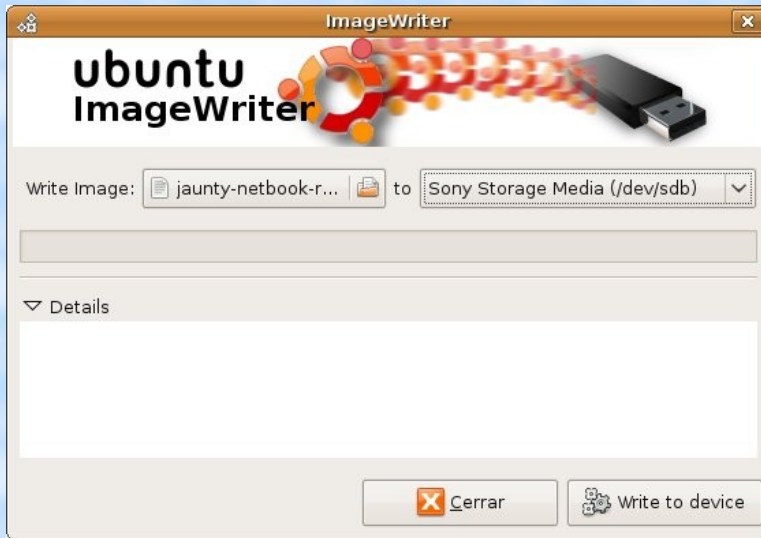 ImageWriter
ubuntu
ImageWriter
Write Image: jaunty-netbook-r... to Sony Storage Media (/dev/sdb)
Details
Cerrar Write to device